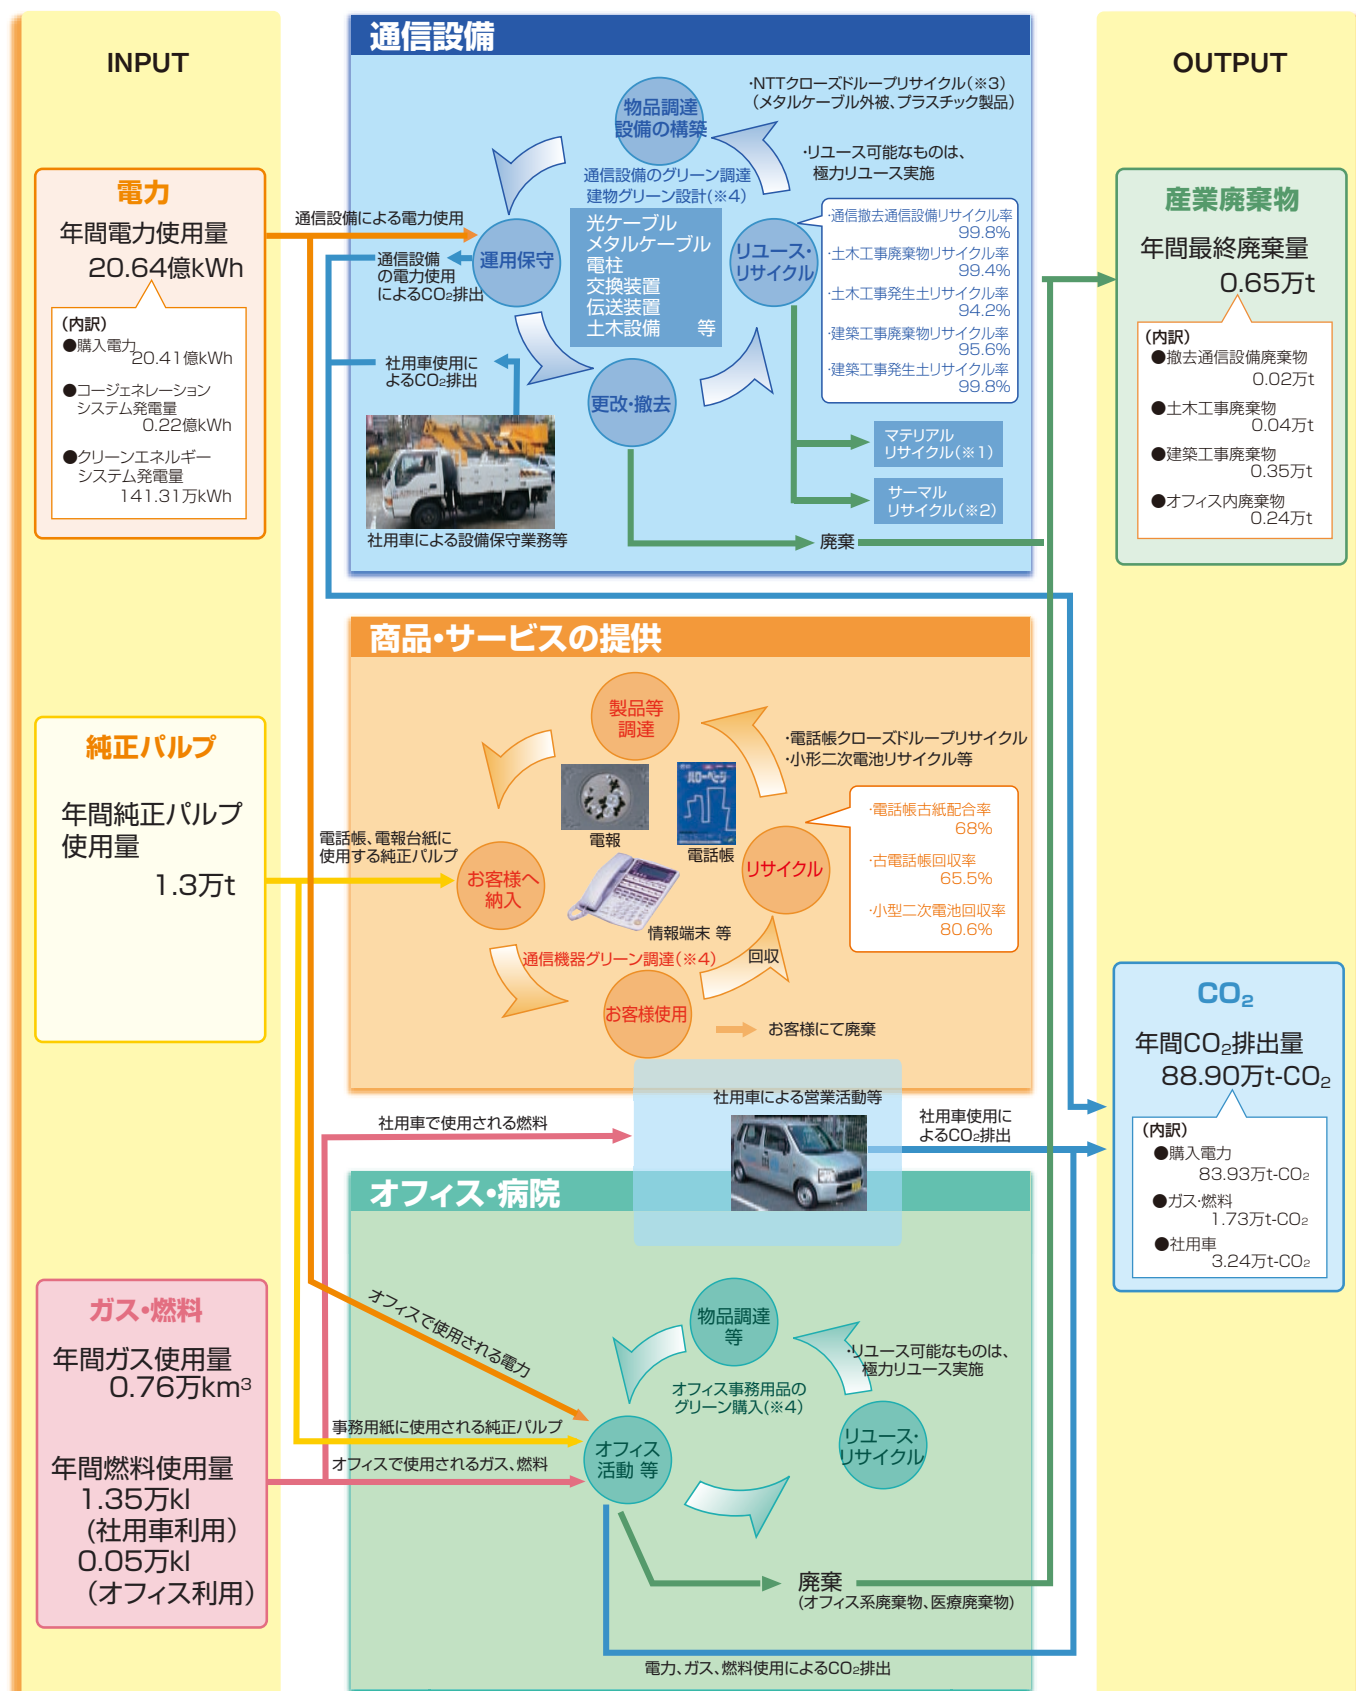 INPUT
電力
年間電力使用量
20.64億kWh
(内訳)
●購入電力
20.41億kWh
●コージェネレーション
システム発電量
0.22億kWh
●クリーンエネルギー
システム発電量
141.31万kWh
純正パルプ
年間純正パルプ
使用量
1.3万t
ガス・燃料
年間ガス使用量
0.76万km³
年間燃料使用量
1.35万kl
(社用車利用)
0.05万kl
(オフィス利用)
通信設備
物品調達
設備の構築
・NTTクローズドループリサイクル(※3)
(メタルケーブル外被、プラスチック製品)
・リユース可能なものは、
極力リユース実施
通信設備のグリーン調達
建物グリーン設計(※4)
通信設備による電力使用
運用保守
通信設備
の電力使用
によるCO₂排出
光ケーブル
メタルケーブル
電柱
交換装置
伝送装置
土木設備 等
リユース・
リサイクル
・通信撤去通信設備リサイクル率
99.8%
・土木工事廃棄物リサイクル率
99.4%
・土木工事発生土リサイクル率
94.2%
・建築工事廃棄物リサイクル率
95.6%
・建築工事発生土リサイクル率
99.8%
社用車使用に
よるCO₂排出
更改・撤去
マテリアル
リサイクル(※1)
サーマル
リサイクル(※2)
社用車による設備保守業務等
廃棄
商品・サービスの提供
製品等
調達
・電話帳クローズドループリサイクル
・小形二次電池リサイクル等
ハローページ
電報
電話帳
電話帳、電報台紙に
使用する純正パルプ
お客様へ
納入
リサイクル
・電話帳古紙配合率
68%
・古電話帳回収率
65.5%
・小型二次電池回収率
80.6%
情報端末 等
通信機器グリーン調達(※4)
回収
お客様使用
お客様にて廃棄
社用車による営業活動等
社用車で使用される燃料
社用車使用に
よるCO₂排出
オフィス・病院
オフィスで使用される電力
物品調達
等
・リユース可能なものは、
極力リユース実施
オフィス事務用品の
グリーン購入(※4)
事務用紙に使用される純正パルプ
オフィスで使用されるガス、燃料
オフィス
活動 等
リユース・
リサイクル
廃棄
(オフィス系廃棄物、医療廃棄物)
電力、ガス、燃料使用によるCO₂排出
OUTPUT
産業廃棄物
年間最終廃棄量
0.65万t
(内訳)
●撤去通信設備廃棄物
0.02万t
●土木工事廃棄物
0.04万t
●建築工事廃棄物
0.35万t
●オフィス内廃棄物
0.24万t
CO₂
年間CO₂排出量
88.90万t-CO₂
(内訳)
●購入電力
83.93万t-CO₂
●ガス・燃料
1.73万t-CO₂
●社用車
3.24万t-CO₂